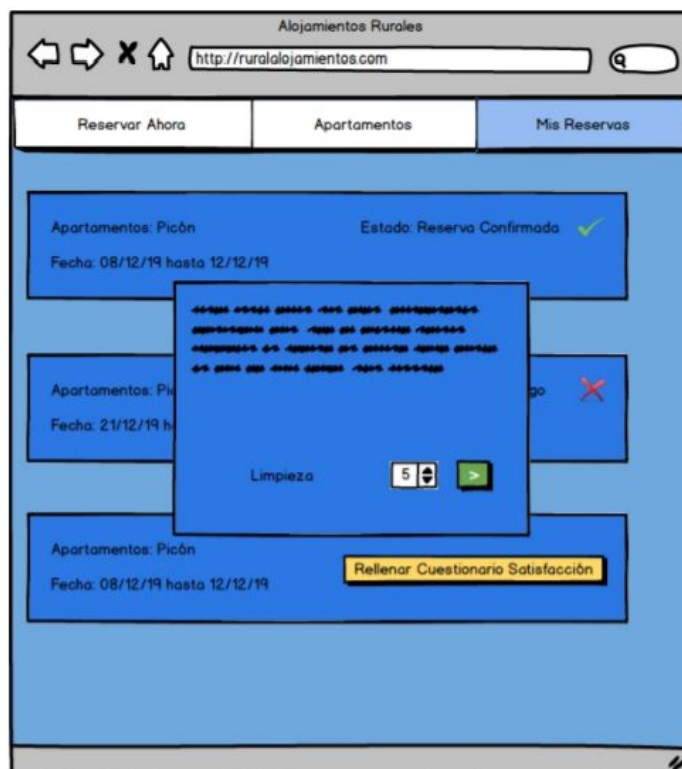 Alojamientos Rurales
http://ruralalojamientos.com
Reservar Ahora
Apartamentos
Mis Reservas
Apartamentos: Picón
Estado: Reserva Confirmada
Fecha: 08/12/19 hasta 12/12/19
Apartamentos:
Fecha: 21/12/19
Limpieza
5
>
Apartamentos: Picón
Rellenar Cuestionario Satisfacción
Fecha: 08/12/19 hasta 12/12/19